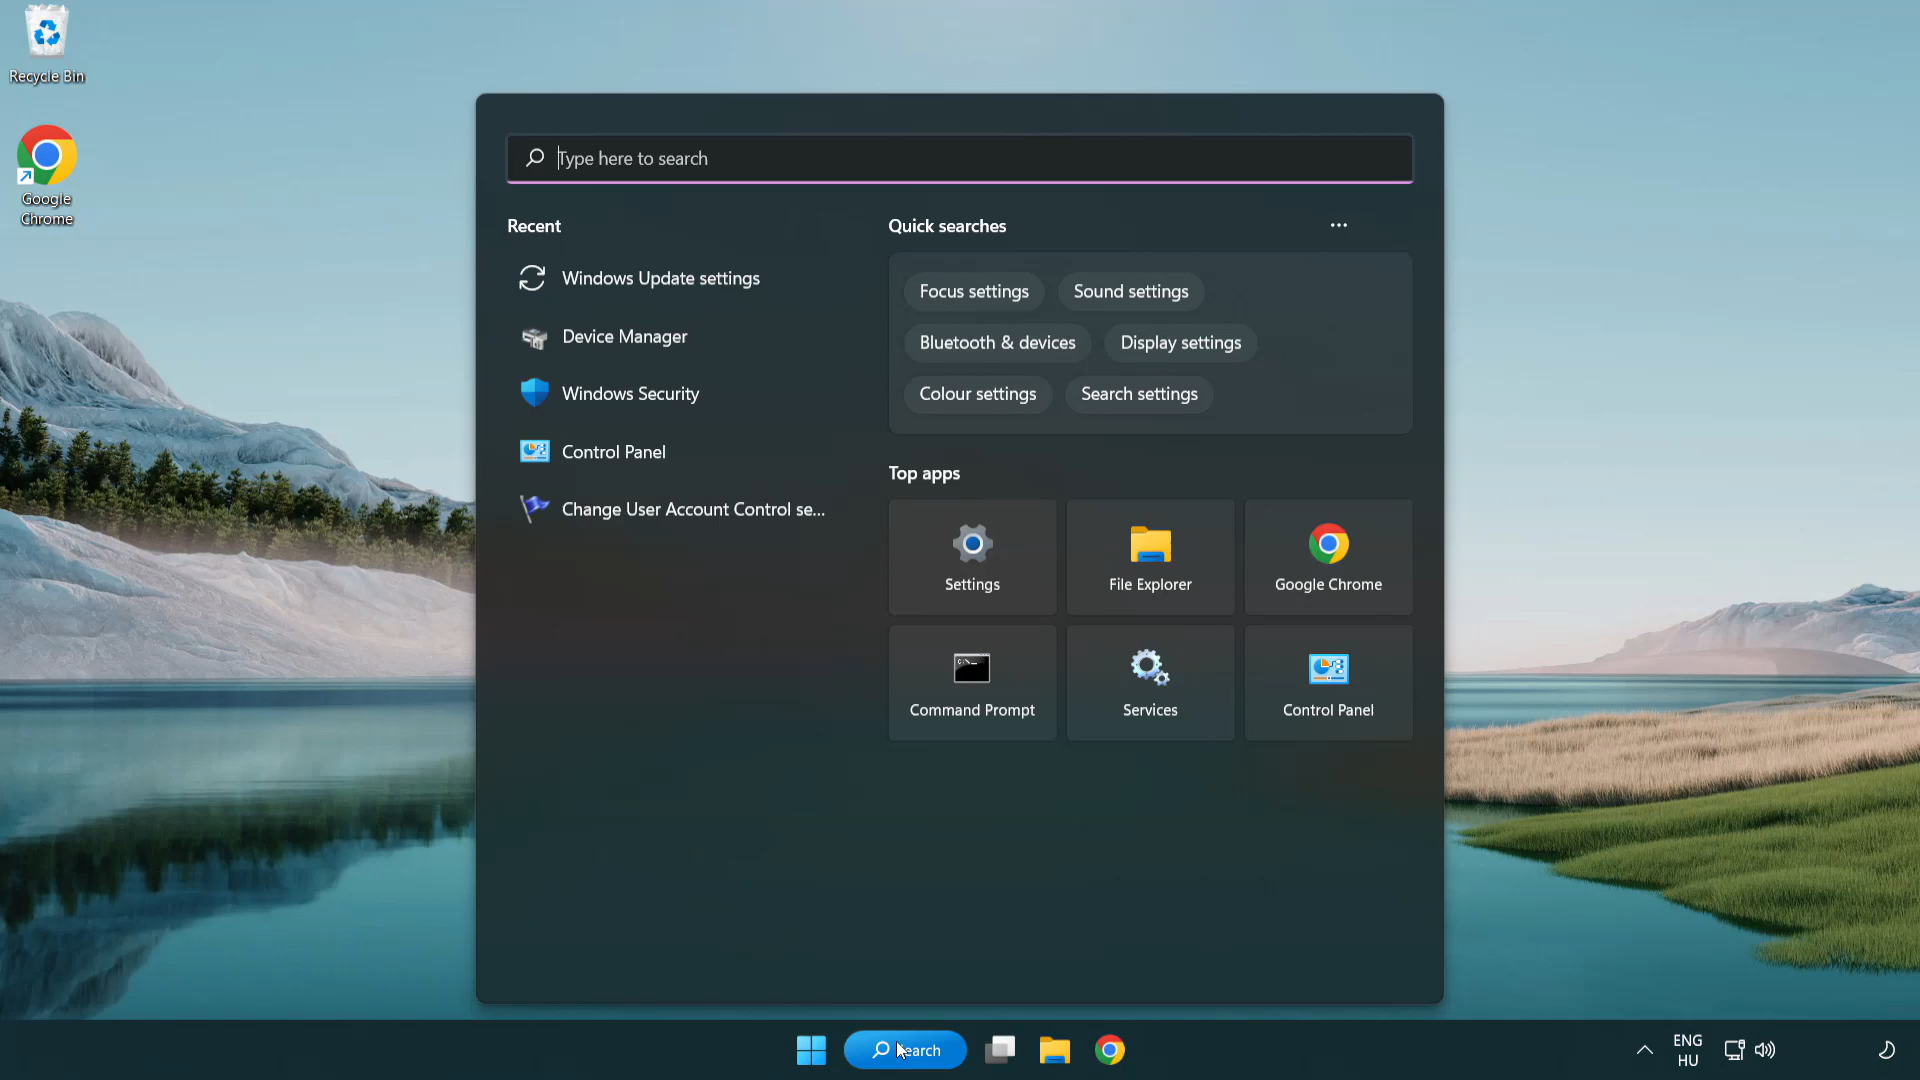 Recycle Bin
Google
Chrome
Type here to search
Recent
Windows Update settings
Device Manager
Windows Security
Control Panel
Change User Account Control se...
Quick searches
Focus settings
Sound settings
Bluetooth & devices
Display settings
Colour settings
Search settings
Top apps
Settings
File Explorer
Google Chrome
Command Prompt
Services
Control Panel
Search
ENG
HU